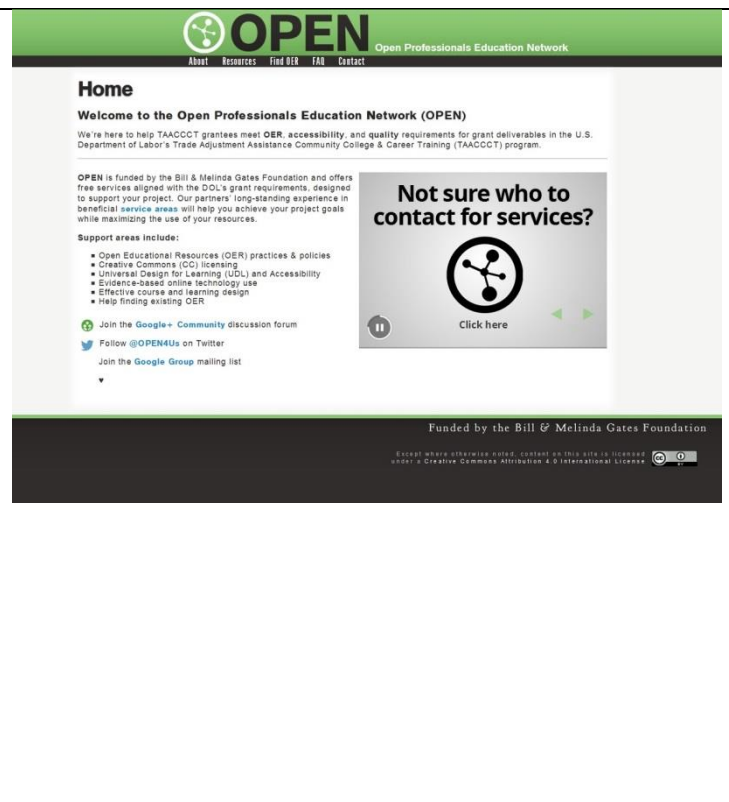 OPEN Open Professionals Education Network
About Resources Find OER FAQ Contact
Home
Welcome to the Open Professionals Education Network (OPEN)
We're here to help TAACCCT grantees meet OER, accessibility, and quality requirements for grant deliverables in the U.S.
Department of Labor's Trade Adjustment Assistance Community College & Career Training (TAACCCT) program.
OPEN is funded by the Bill & Melinda Gates Foundation and offers
free services aligned with the DOL's grant requirements, designed
to support your project. Our partners' long-standing experience in
beneficial service areas will help you achieve your project goals
while maximizing the use of your resources.
Support areas include:
▪ Open Educational Resources (OER) practices & policies
▪ Creative Commons (CC) licensing
▪ Universal Design for Learning (UDL) and Accessibility
▪ Evidence-based online technology use
▪ Effective course and learning design
▪ Help finding existing OER
Join the Google+ Community discussion forum
Follow @OPEN4Us on Twitter
Join the Google Group mailing list
♥
Not sure who to
contact for services?
Click here
Funded by the Bill & Melinda Gates Foundation
Except where otherwise noted, content on this site is licensed
under a Creative Commons Attribution 4.0 International License
cc BY